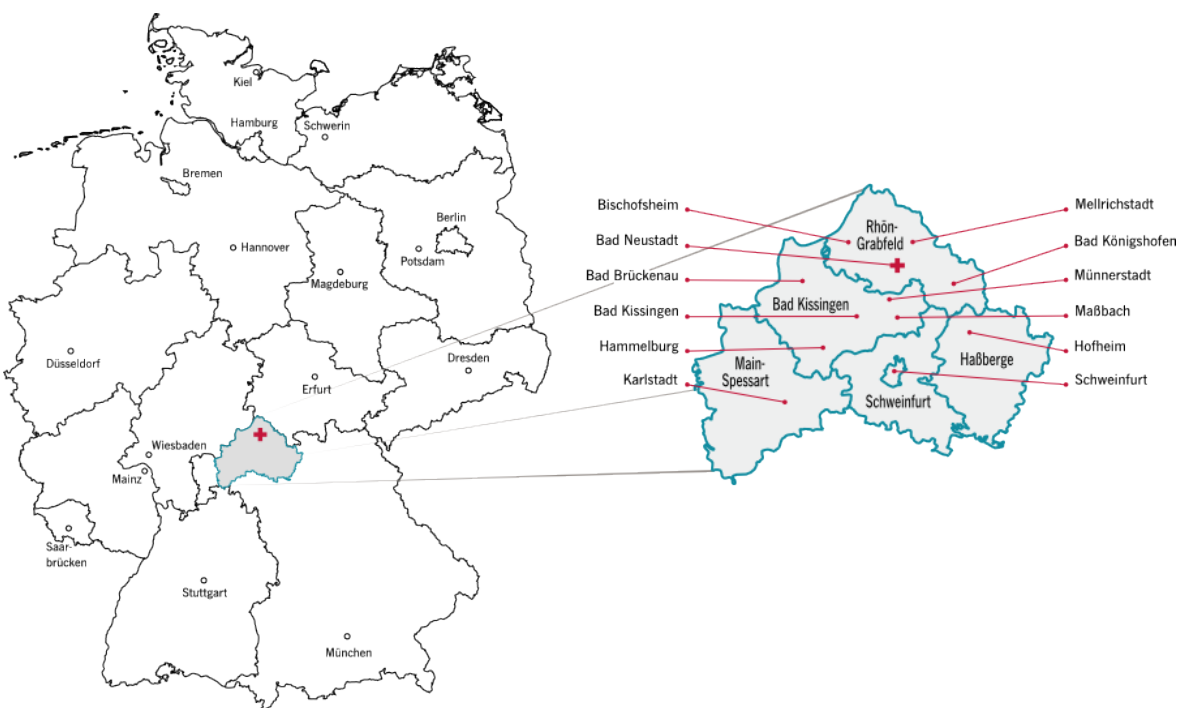 Kiel
Hamburg
Schwerin
Bremen
Berlin
Hannover
Potsdam
Magdeburg
Düsseldorf
Dresden
Erfurt
Wiesbaden
Mainz
Saar-
brücken
Stuttgart
München
Bischofsheim
Bad Neustadt
Bad Brückenau
Bad Kissingen
Hammelburg
Karlstadt
Rhön-
Grabfeld
Bad Kissingen
Main-
Spessart
Schweinfurt
Haßberge
Mellrichstadt
Bad Königshofen
Münnerstadt
Maßbach
Hofheim
Schweinfurt